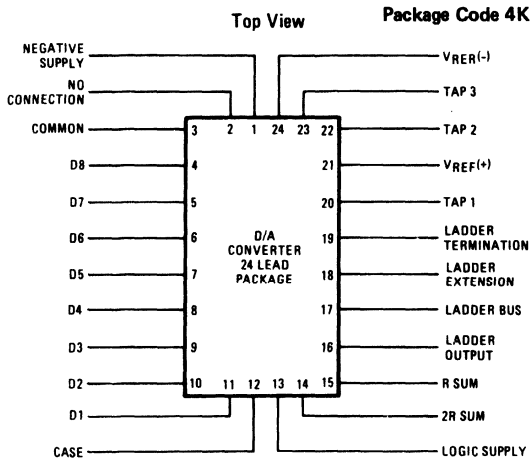 Top View
Package Code 4K
NEGATIVE
SUPPLY
NO
CONNECTION
COMMON
D8
D7
D6
D5
D4
D3
D2
D1
CASE
3
4
5
6
7
8
9
10
2 1 24 23
D/A
CONVERTER
24 LEAD
PACKAGE
11 12 13 14
22
21
20
19
18
17
16
15
VRER(-)
TAP 3
TAP 2
VREF(+)
TAP 1
LADDER
TERMINATION
LADDER
EXTENSION
LADDER BUS
LADDER
OUTPUT
R SUM
2R SUM
LOGIC SUPPLY